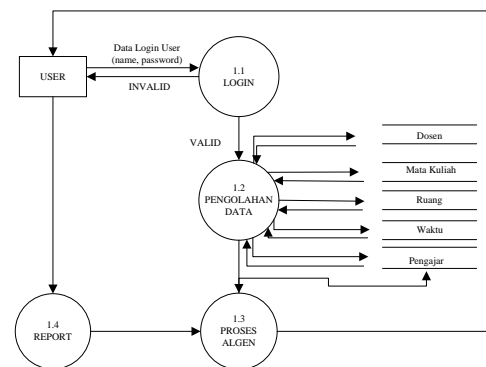 Data Login User
(name, password)
USER
INVALID
1.1
LOGIN
VALID
1.2
PENGOLAHAN
DATA
Dosen
Mata Kuliah
Ruang
Waktu
Pengajar
1.4
REPORT
1.3
PROSES
ALGEN